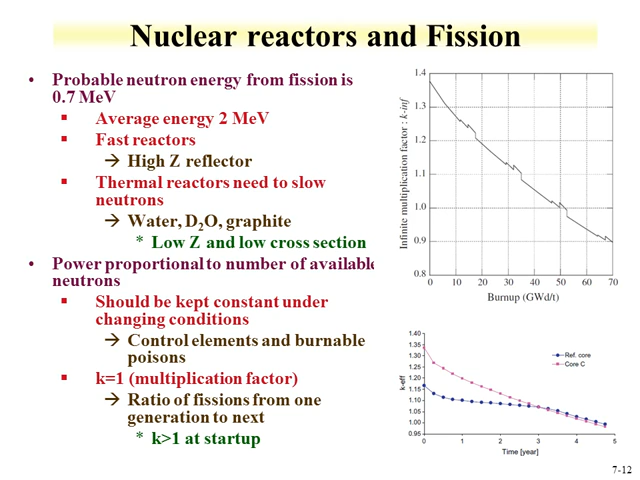 Nuclear reactors and Fission
• Probable neutron energy from fission is
0.7 MeV
▪ Average energy 2 MeV
▪ Fast reactors
→ High Z reflector
▪ Thermal reactors need to slow
neutrons
→ Water, D2O, graphite
* Low Z and low cross section
• Power proportional to number of available
neutrons
▪ Should be kept constant under
changing conditions
→ Control elements and burnable
poisons
▪ k=1 (multiplication factor)
→ Ratio of fissions from one
generation to next
* k>1 at startup
Infinite multiplication factor : k-inf
1.4
1.3
1.2
1.1
1.0
0.9
0.8
0 10 20 30 40 50 60 70
Burnup (GWd/t)
k-eff
1.40
1.35
1.30
1.25
1.20
1.15
1.10
1.05
1.00
0.95
Ref. core
Core C
0 1 2 3 4 5
Time [year]
7-12